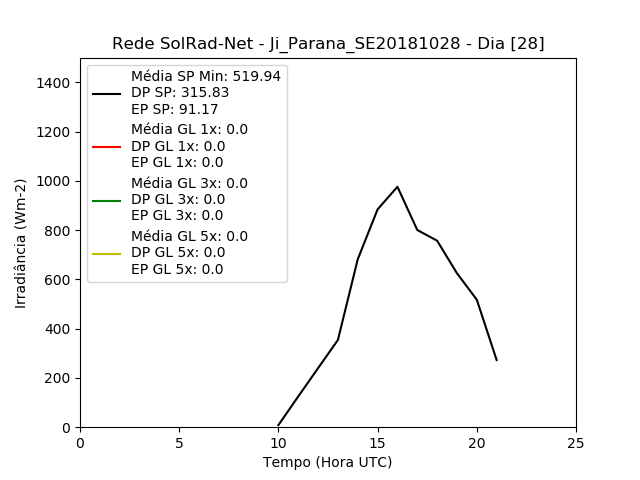 Rede SolRad-Net - Ji_Parana_SE20181028 - Dia [28]
Média SP Min: 519.94
DP SP: 315.83
EP SP: 91.17
Média GL 1x: 0.0
DP GL 1x: 0.0
EP GL 1x: 0.0
Média GL 3x: 0.0
DP GL 3x: 0.0
EP GL 3x: 0.0
Média GL 5x: 0.0
DP GL 5x: 0.0
EP GL 5x: 0.0
Irradiância (Wm-2)
1400
1200
1000
800
600
400
200
0
0 5 10 15 20 25
Tempo (Hora UTC)